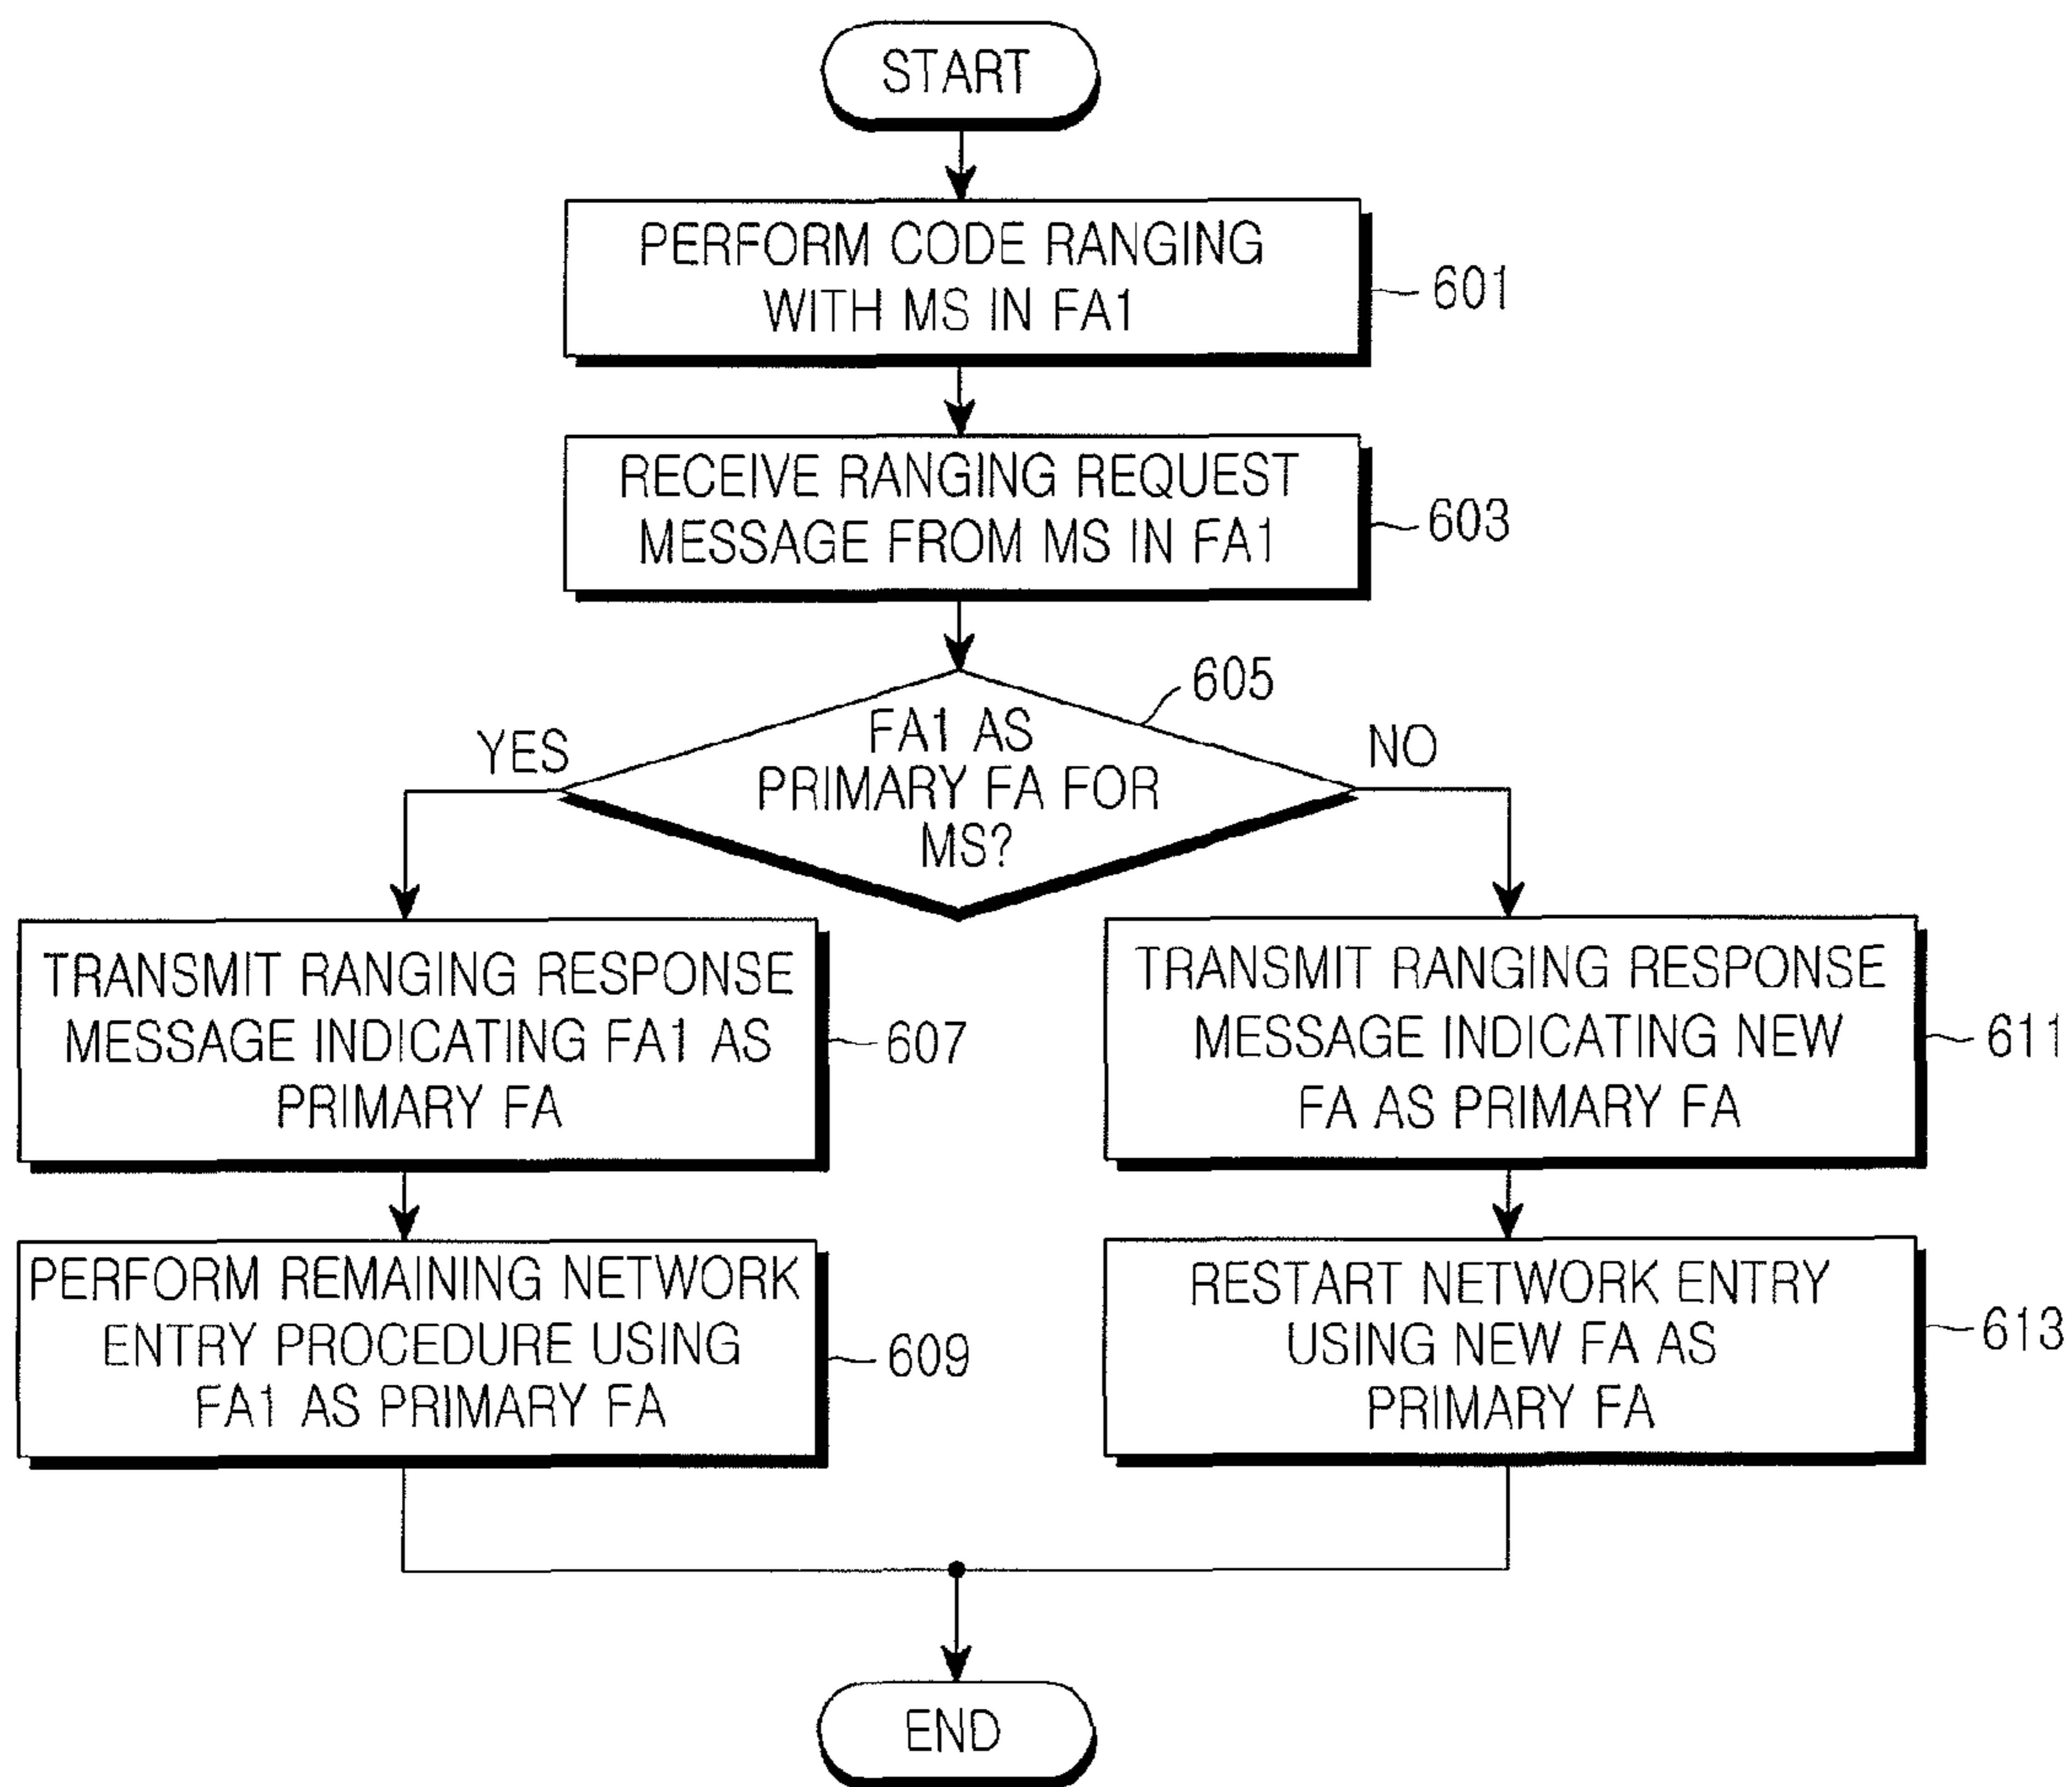 START
PERFORM CODE RANGING
WITH MS IN FA1
601
RECEIVE RANGING REQUEST
MESSAGE FROM MS IN FA1
603
605
FA1 AS
PRIMARY FA FOR
MS?
YES
NO
TRANSMIT RANGING RESPONSE
MESSAGE INDICATING FA1 AS
PRIMARY FA
607
TRANSMIT RANGING RESPONSE
MESSAGE INDICATING NEW
FA AS PRIMARY FA
611
PERFORM REMAINING NETWORK
ENTRY PROCEDURE USING
FA1 AS PRIMARY FA
609
RESTART NETWORK ENTRY
USING NEW FA AS
PRIMARY FA
613
END